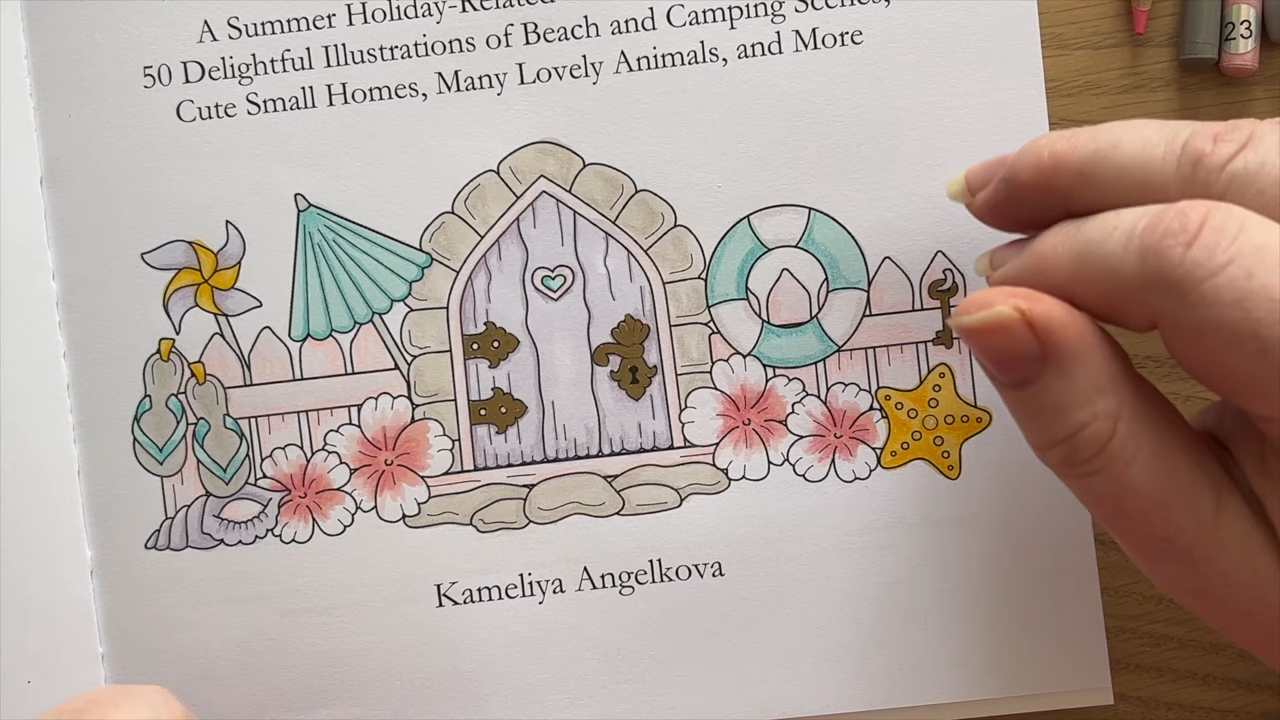 A Summer Holiday-Related
50 Delightful Illustrations of Beach and Camping Scenes,
Cute Small Homes, Many Lovely Animals, and More
Kameliya Angelkova
23